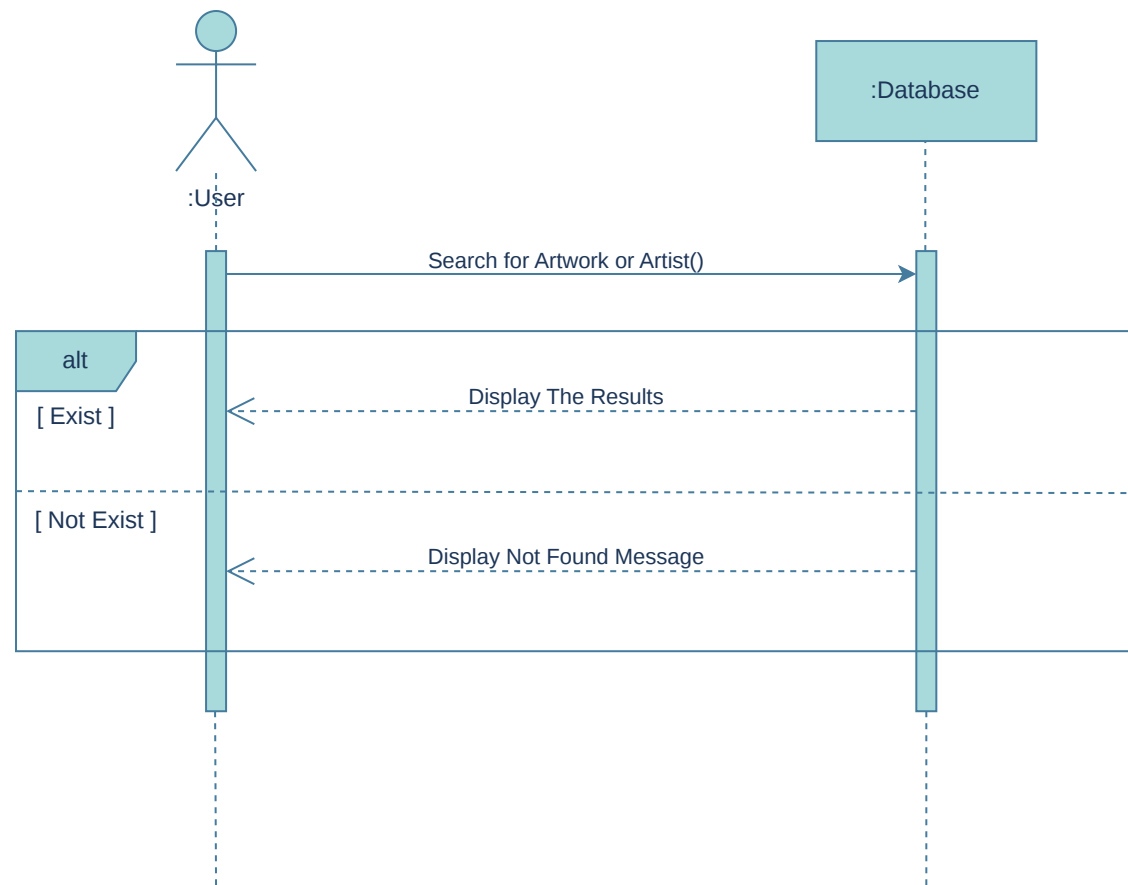 :Database
:User
Search for Artwork or Artist()
alt
Display The Results
[ Exist ]
[ Not Exist ]
Display Not Found Message